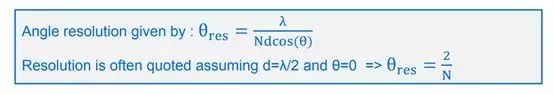 Angle resolution given by : θres = λ / Ndcos(θ)
Resolution is often quoted assuming d=λ/2 and θ=0 => θres = 2 / N